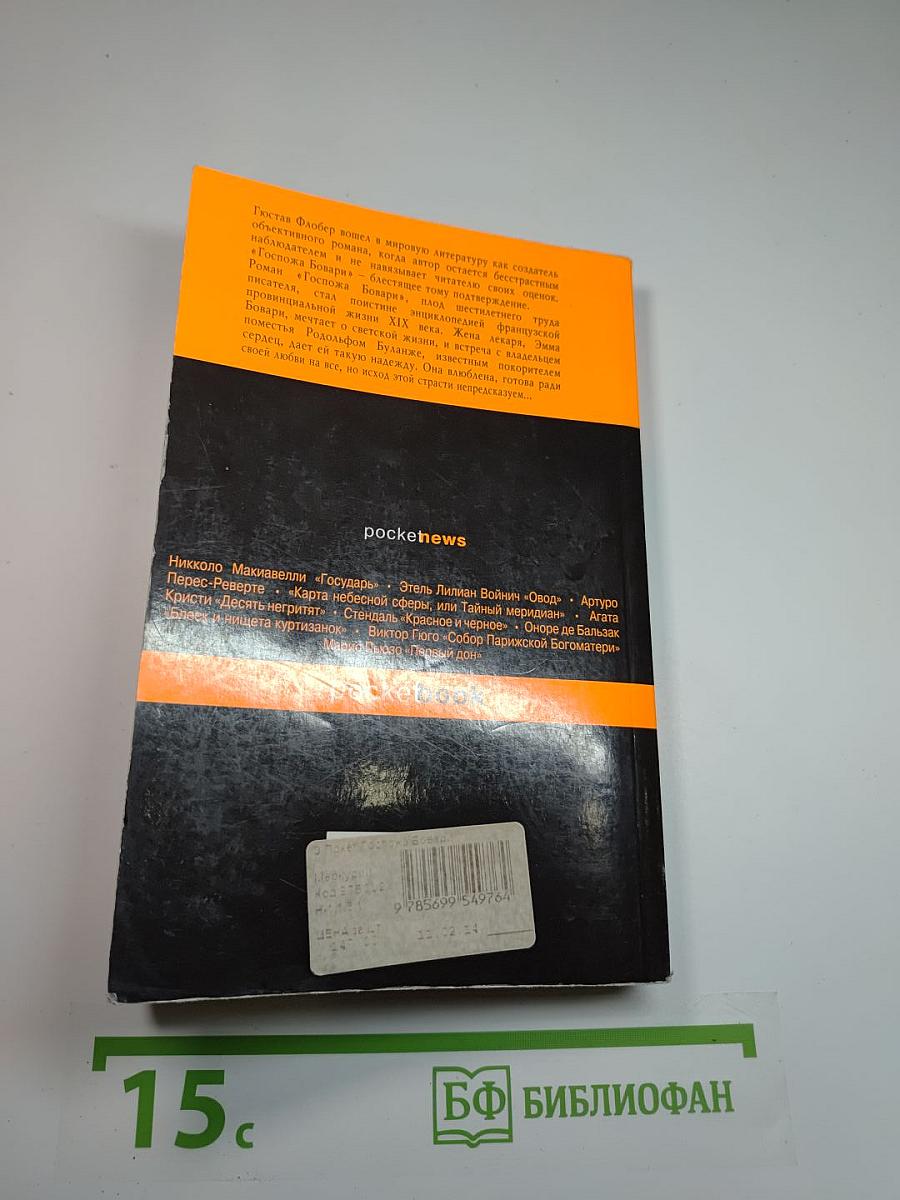 Гюстав Флобер вошел в мировую литературу как создатель
объективного романа, когда автор остается бесстрастным
наблюдателем и не навязывает читателю своих оценок.
«Госпожа Бовари» – блестящее тому подтверждение.
Роман «Госпожа Бовари», плод шестилетнего труда
писателя, стал поистине энциклопедией французской
провинциальной жизни XIX века. Жена лекаря, Эмма
Бовари, мечтает о светской жизни, и встреча с владельцем
поместья Родольфом Буланже, известным покорителем
сердец, дает ей такую надежду. Она влюблена, готова ради
своей любви на все, но исход этой страсти непредсказуем...
pocketnews
Никколо Макиавелли «Государь» • Этель Лилиан Войнич «Овод» • Артуро
Перес-Реверте • «Карта небесной сферы, или Тайный меридиан» • Агата
Кристи «Десять негритят» • Стендаль «Красное и черное» • Оноре де Бальзак
«Блеск и нищета куртизанок» • Виктор Гюго «Собор Парижской Богоматери»
Марио Пьюзо «Первый дон»
pocketbook
Госпожа Бовари
9 785699 549764
15 с
БФ БИБЛИОФАН